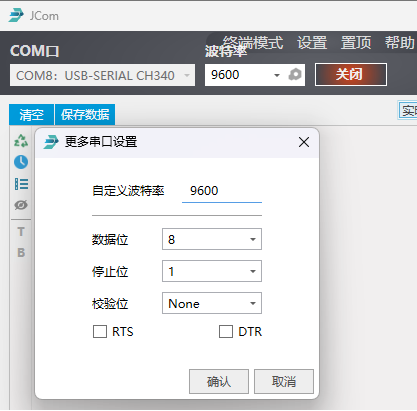 JCom
终端模式 设置 置顶 帮助
COM口 波特率
COM8: USB-SERIAL CH340 9600 关闭
清空 保存数据 实时
更多串口设置
自定义波特率 9600
T
数据位 8
B
停止位 1
校验位 None
RTS DTR
确认 取消